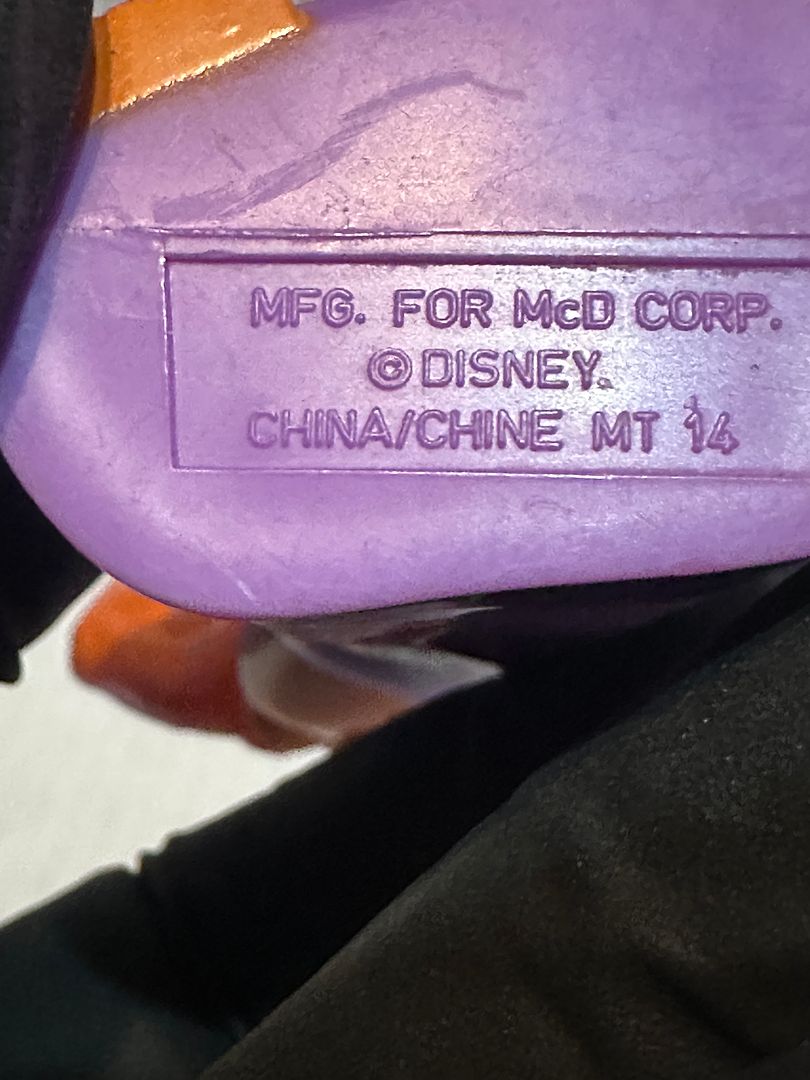 MFG. FOR McD CORP.
©DISNEY.
CHINA/CHINE MT 14